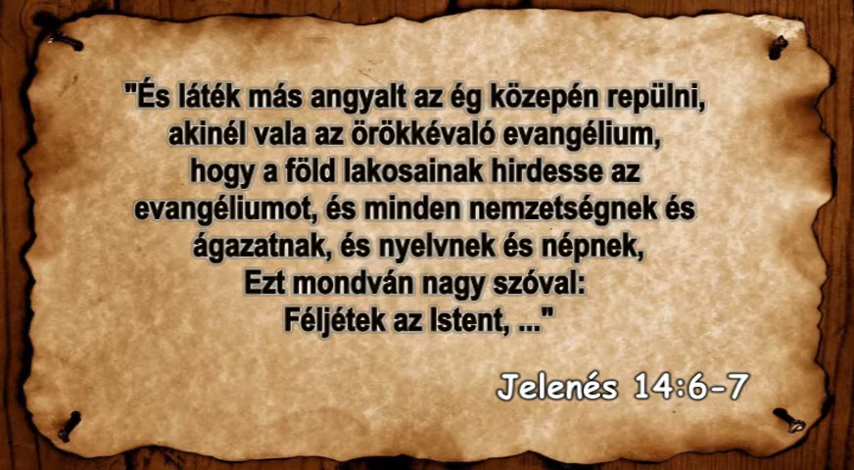 "És láték más angyalt az ég közepén repülni,
akinél vala az örökkévaló evangélium,
hogy a föld lakosainak hirdesse az
evangéliumot, és minden nemzetségnek és
ágazatnak, és nyelvnek és népnek,
Ezt mondván nagy szóval:
Féljétek az Istent, ..."
Jelenés 14:6-7